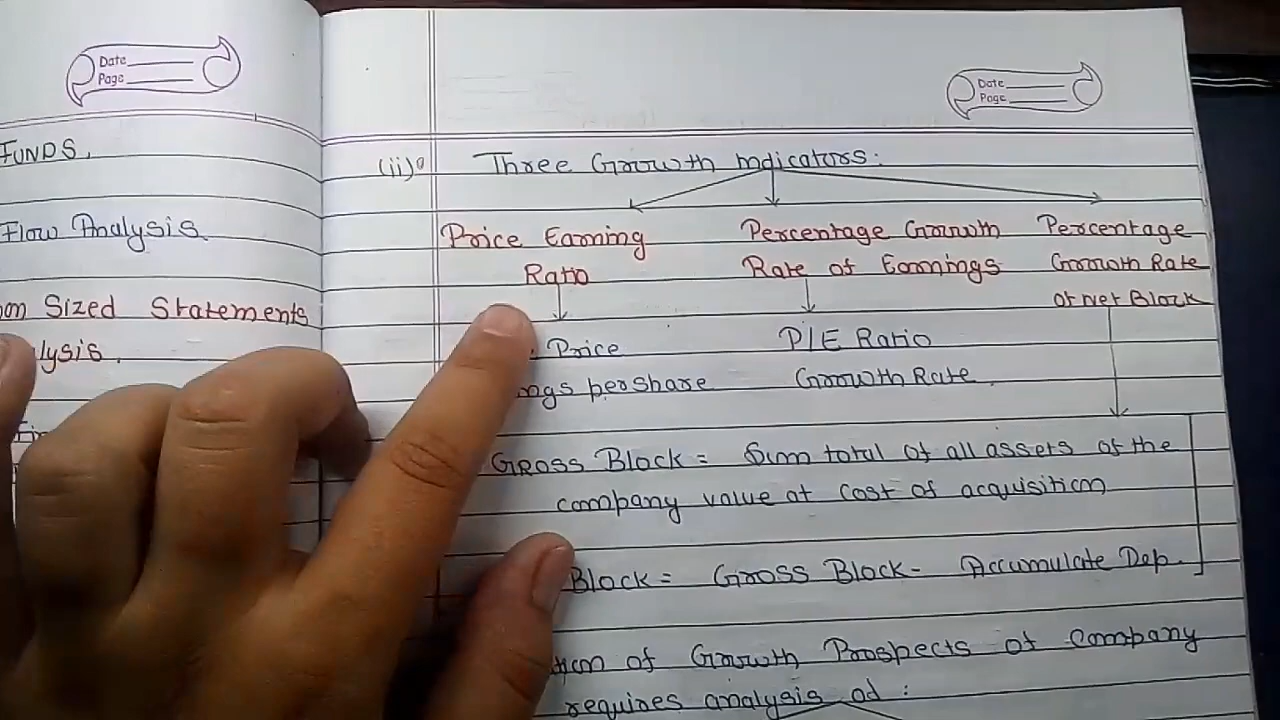 Date
Page
FUNDS.
Flow Analysis
Sized Statements
Date
Page
(ii)
Three Growth Indicators:
Price Earning Ratio
Percentage Growth Rate of Earnings
Percentage Growth Rate of Net Block
Price
per share
P/E Ratio
Growth Rate
Gross Block = Sum total of all assets of the
company value at cost of acquisition
Block = Gross Block - Accumulate Dep.
of Growth Prospects of Company
requires analysis of :